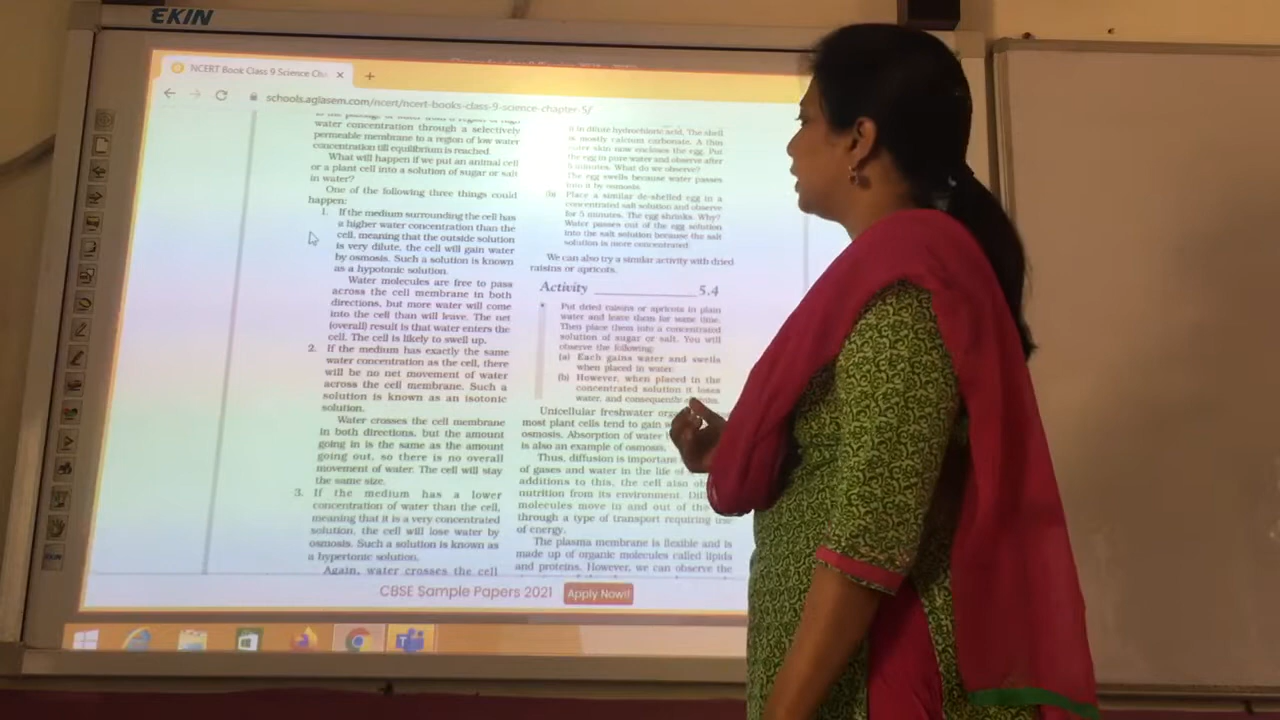 EKIN
NCERT Book Class 9 Science Cha
schools.aglasem.com/ncert/ncert-books-class-9-science-chapter-5/
water concentration through a selectively
permeable membrane to a region of low water
concentration till equilibrium is reached.
What will happen if we put an animal cell
or a plant cell into a solution of sugar or salt
in water?
One of the following three things could
happen:
1. If the medium surrounding the cell has
a higher water concentration than the
cell, meaning that the outside solution
is very dilute, the cell will gain water
by osmosis. Such a solution is known
as a hypotonic solution.
Water molecules are free to pass
across the cell membrane in both
directions, but more water will come
into the cell than will leave. The net
(overall) result is that water enters the
cell. The cell is likely to swell up.
2. If the medium has exactly the same
water concentration as the cell, there
will be no net movement of water
across the cell membrane. Such a
solution is known as an isotonic
solution.
Water crosses the cell membrane
in both directions, but the amount
going in is the same as the amount
going out, so there is no overall
movement of water. The cell will stay
the same size.
3. If the medium has a lower
concentration of water than the cell,
meaning that it is a very concentrated
solution, the cell will lose water by
osmosis. Such a solution is known as
a hypertonic solution.
Again, water crosses the cell
it in dilute hydrochloric acid. The shell
is mostly calcium carbonate. A thin
outer skin now encloses the egg. Put
the egg in pure water and observe after
5 minutes. What do we observe?
The egg swells because water passes
into it by osmosis.
(b) Place a similar de-shelled egg in a
concentrated salt solution and observe
for 5 minutes. The egg shrinks. Why?
Water passes out of the egg solution
into the salt solution because the salt
solution is more concentrated.
We can also try a similar activity with dried
raisins or apricots.
Activity 5.4
• Put dried raisins or apricots in plain
water and leave them for some time.
Then place them into a concentrated
solution of sugar or salt. You will
observe the following:
(a) Each gains water and swells
when placed in water.
(b) However, when placed in the
concentrated solution it loses
water, and consequently shrinks.
Unicellular freshwater
most plant cells tend to gain
osmosis. Absorption of water
is also an example of osmosis.
Thus, diffusion is important
of gases and water in the life of
additions to this, the cell also
nutrition from its environment.
molecules move in and out of the
through a type of transport requiring use
of energy.
The plasma membrane is flexible and is
made up of organic molecules called lipids
and proteins. However, we can observe the
CBSE Sample Papers 2021 Apply Now!!
EKIN